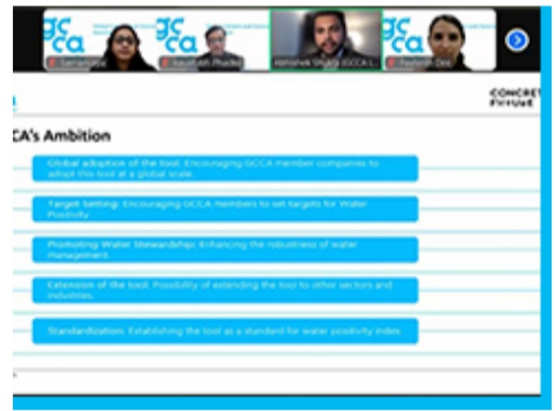 gcca
gcca
gcca
Kaustubh Phadke
Abhishek Shukla (GCCA I...
CONCRET
FUTURE
CA's Ambition
Global adoption of the tool: Encouraging GCCA member companies to
adopt this tool at a global scale.
Target Setting: Encouraging GCCA members to set targets for Water
Positivity
Promoting Water Stewardship: Enhancing the robustness of water
management.
Extension of the tool: Possibility of extending the tool to other sectors and
industries.
Standardization: Establishing the tool as a standard for water positivity index.